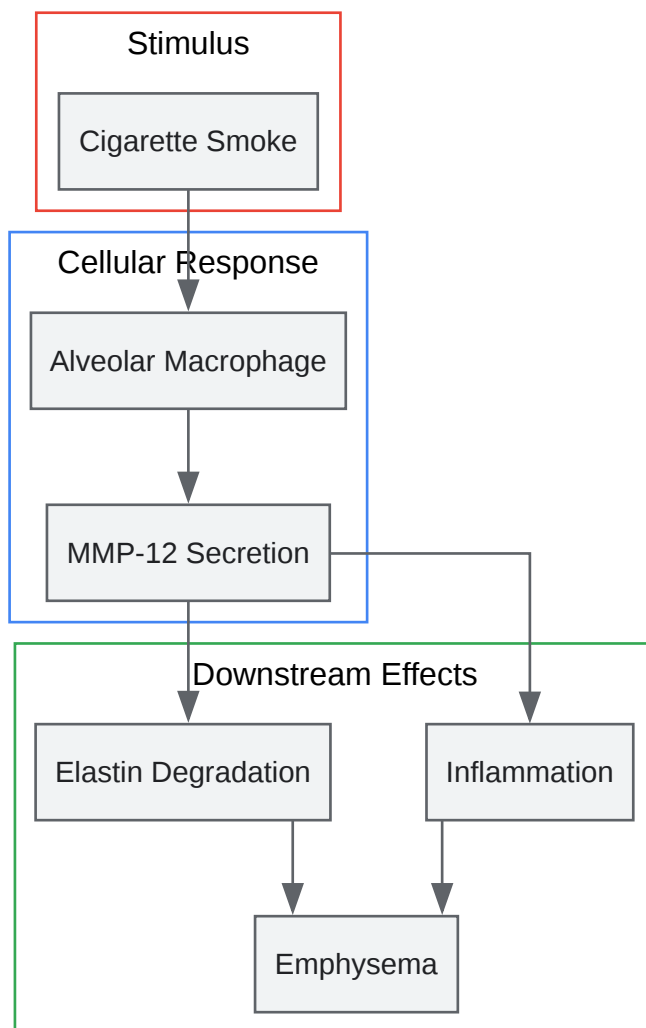 Stimulus
Cigarette Smoke
Cellular Response
Alveolar Macrophage
MMP-12 Secretion
Downstream Effects
Elastin Degradation
Inflammation
Emphysema